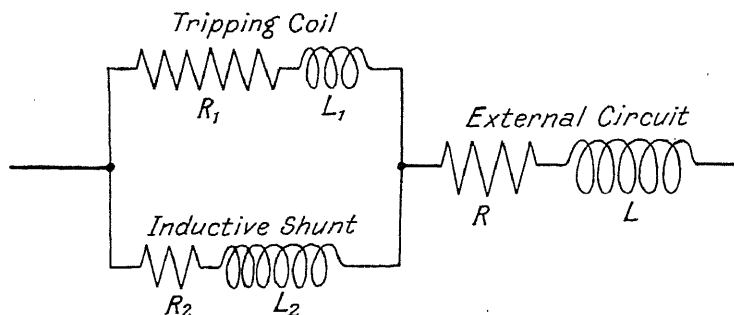 Tripping Coil
R1
L1
External Circuit
R
L
Inductive Shunt
R2
L2